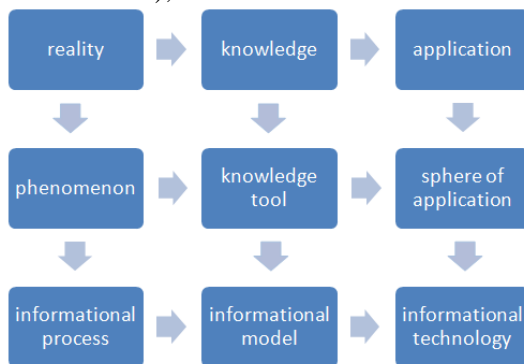 reality
knowledge
application
phenomenon
knowledge
tool
sphere of
application
informational
process
informational
model
informational
technology